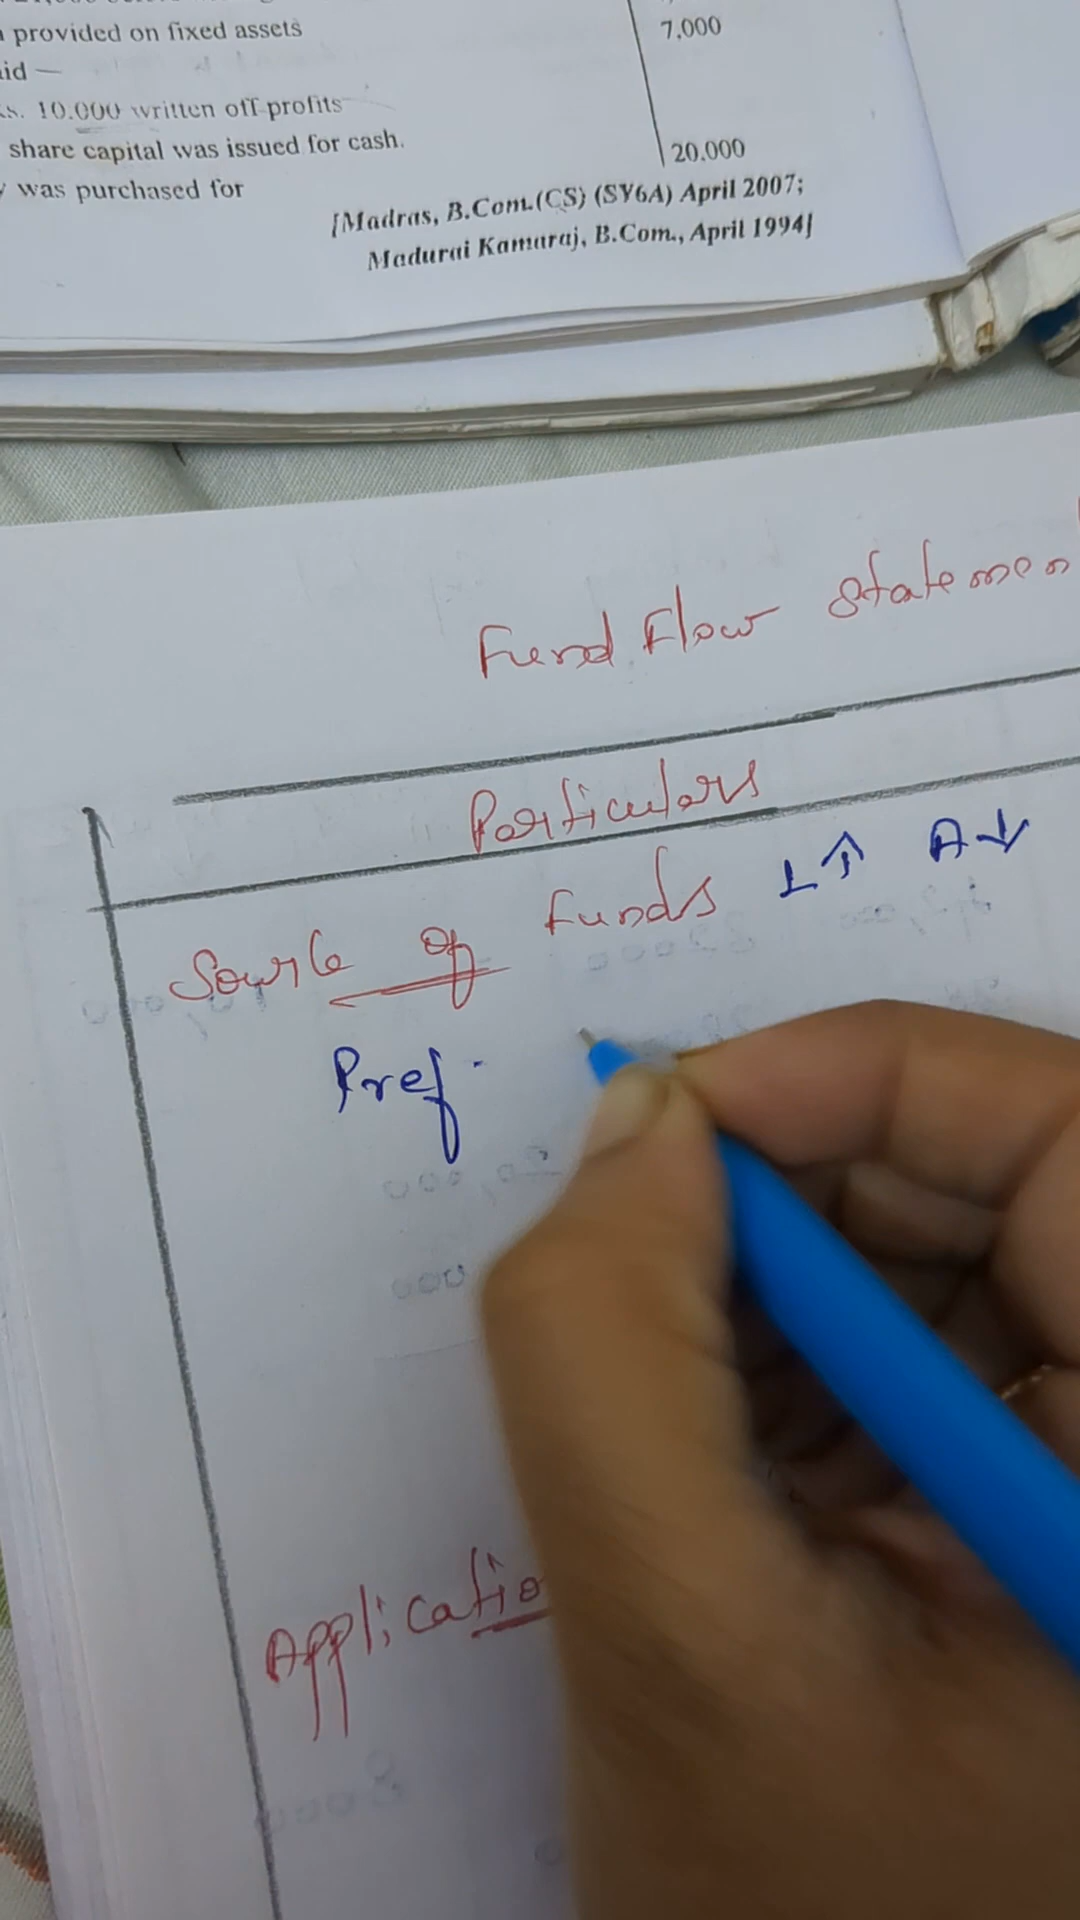 provided on fixed assets 7,000
aid —
Rs. 10.000 written off profits
share capital was issued for cash.
y was purchased for 20.000
[Madras, B.Com.(CS) (SY6A) April 2007;
Madurai Kamaraj, B.Com., April 1994]
Fund Flow Statemen
Particulars
Source of Funds L↑ A↓
Pref.
Applicatio